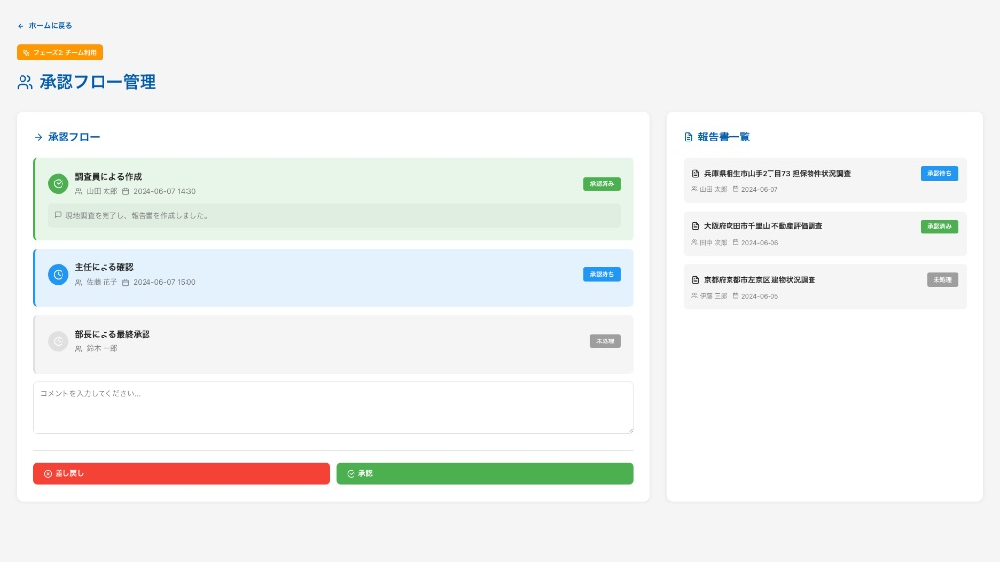 ホームに戻る
フェーズ2: チーム利用
承認フロー管理
承認フロー
調査員による作成
山田 太郎 2024-06-07 14:30
承認済み
現地調査を完了し、報告書を作成しました。
主任による確認
佐藤 花子 2024-06-07 15:00
承認待ち
部長による最終承認
鈴木 一郎
未処理
コメントを入力してください...
差し戻し
承認
報告書一覧
兵庫県相生市山手2丁目73 担保物件状況調査
承認待ち
山田 太郎 2024-06-07
大阪府吹田市千里山 不動産評価調査
承認済み
田中 次郎 2024-06-06
京都府京都市左京区 建物状況調査
未処理
伊藤 三郎 2024-06-05